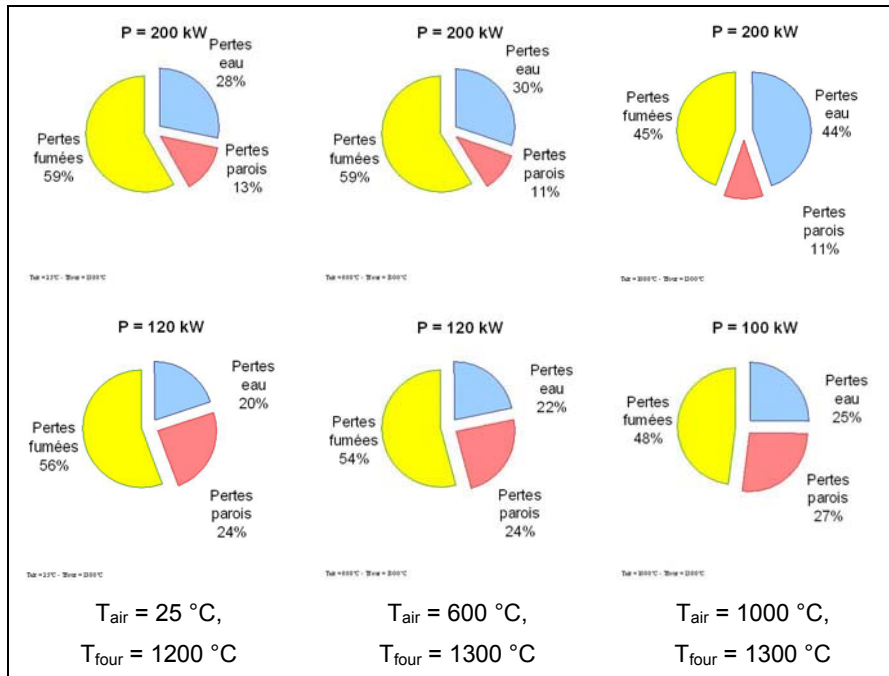 P = 200 kW
Pertes
eau
28%
Pertes
fumées
59%
Pertes
parois
13%
P = 200 kW
Pertes
eau
30%
Pertes
fumées
59%
Pertes
parois
11%
P = 200 kW
Pertes
fumées
45%
Pertes
eau
44%
Pertes
parois
11%
P = 120 kW
Pertes
eau
20%
Pertes
fumées
56%
Pertes
parois
24%
P = 120 kW
Pertes
eau
22%
Pertes
fumées
54%
Pertes
parois
24%
P = 100 kW
Pertes
fumées
48%
Pertes
eau
25%
Pertes
parois
27%
Tair = 25 °C,
Tfour = 1200 °C
Tair = 600 °C,
Tfour = 1300 °C
Tair = 1000 °C,
Tfour = 1300 °C